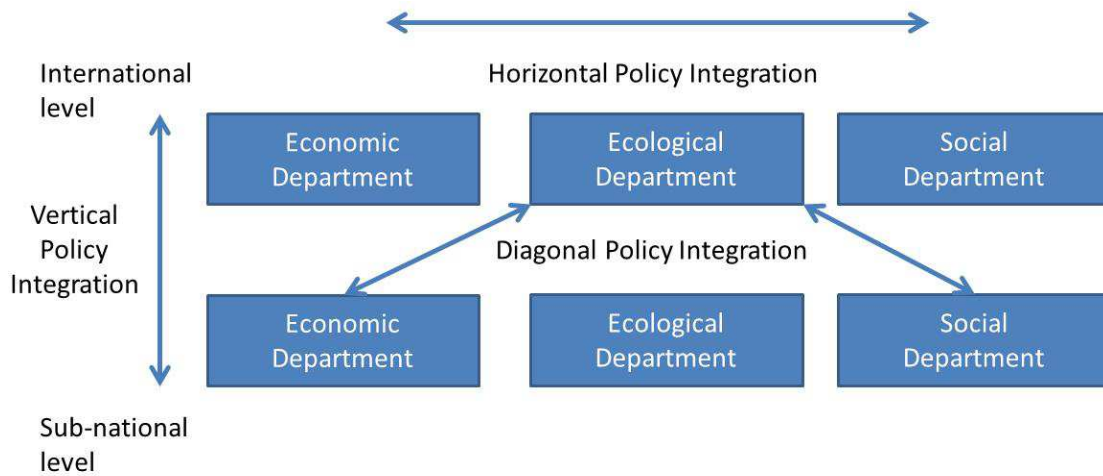 International
level
Horizontal Policy Integration
Economic
Department
Ecological
Department
Social
Department
Vertical
Policy
Integration
Diagonal Policy Integration
Economic
Department
Ecological
Department
Social
Department
Sub-national
level